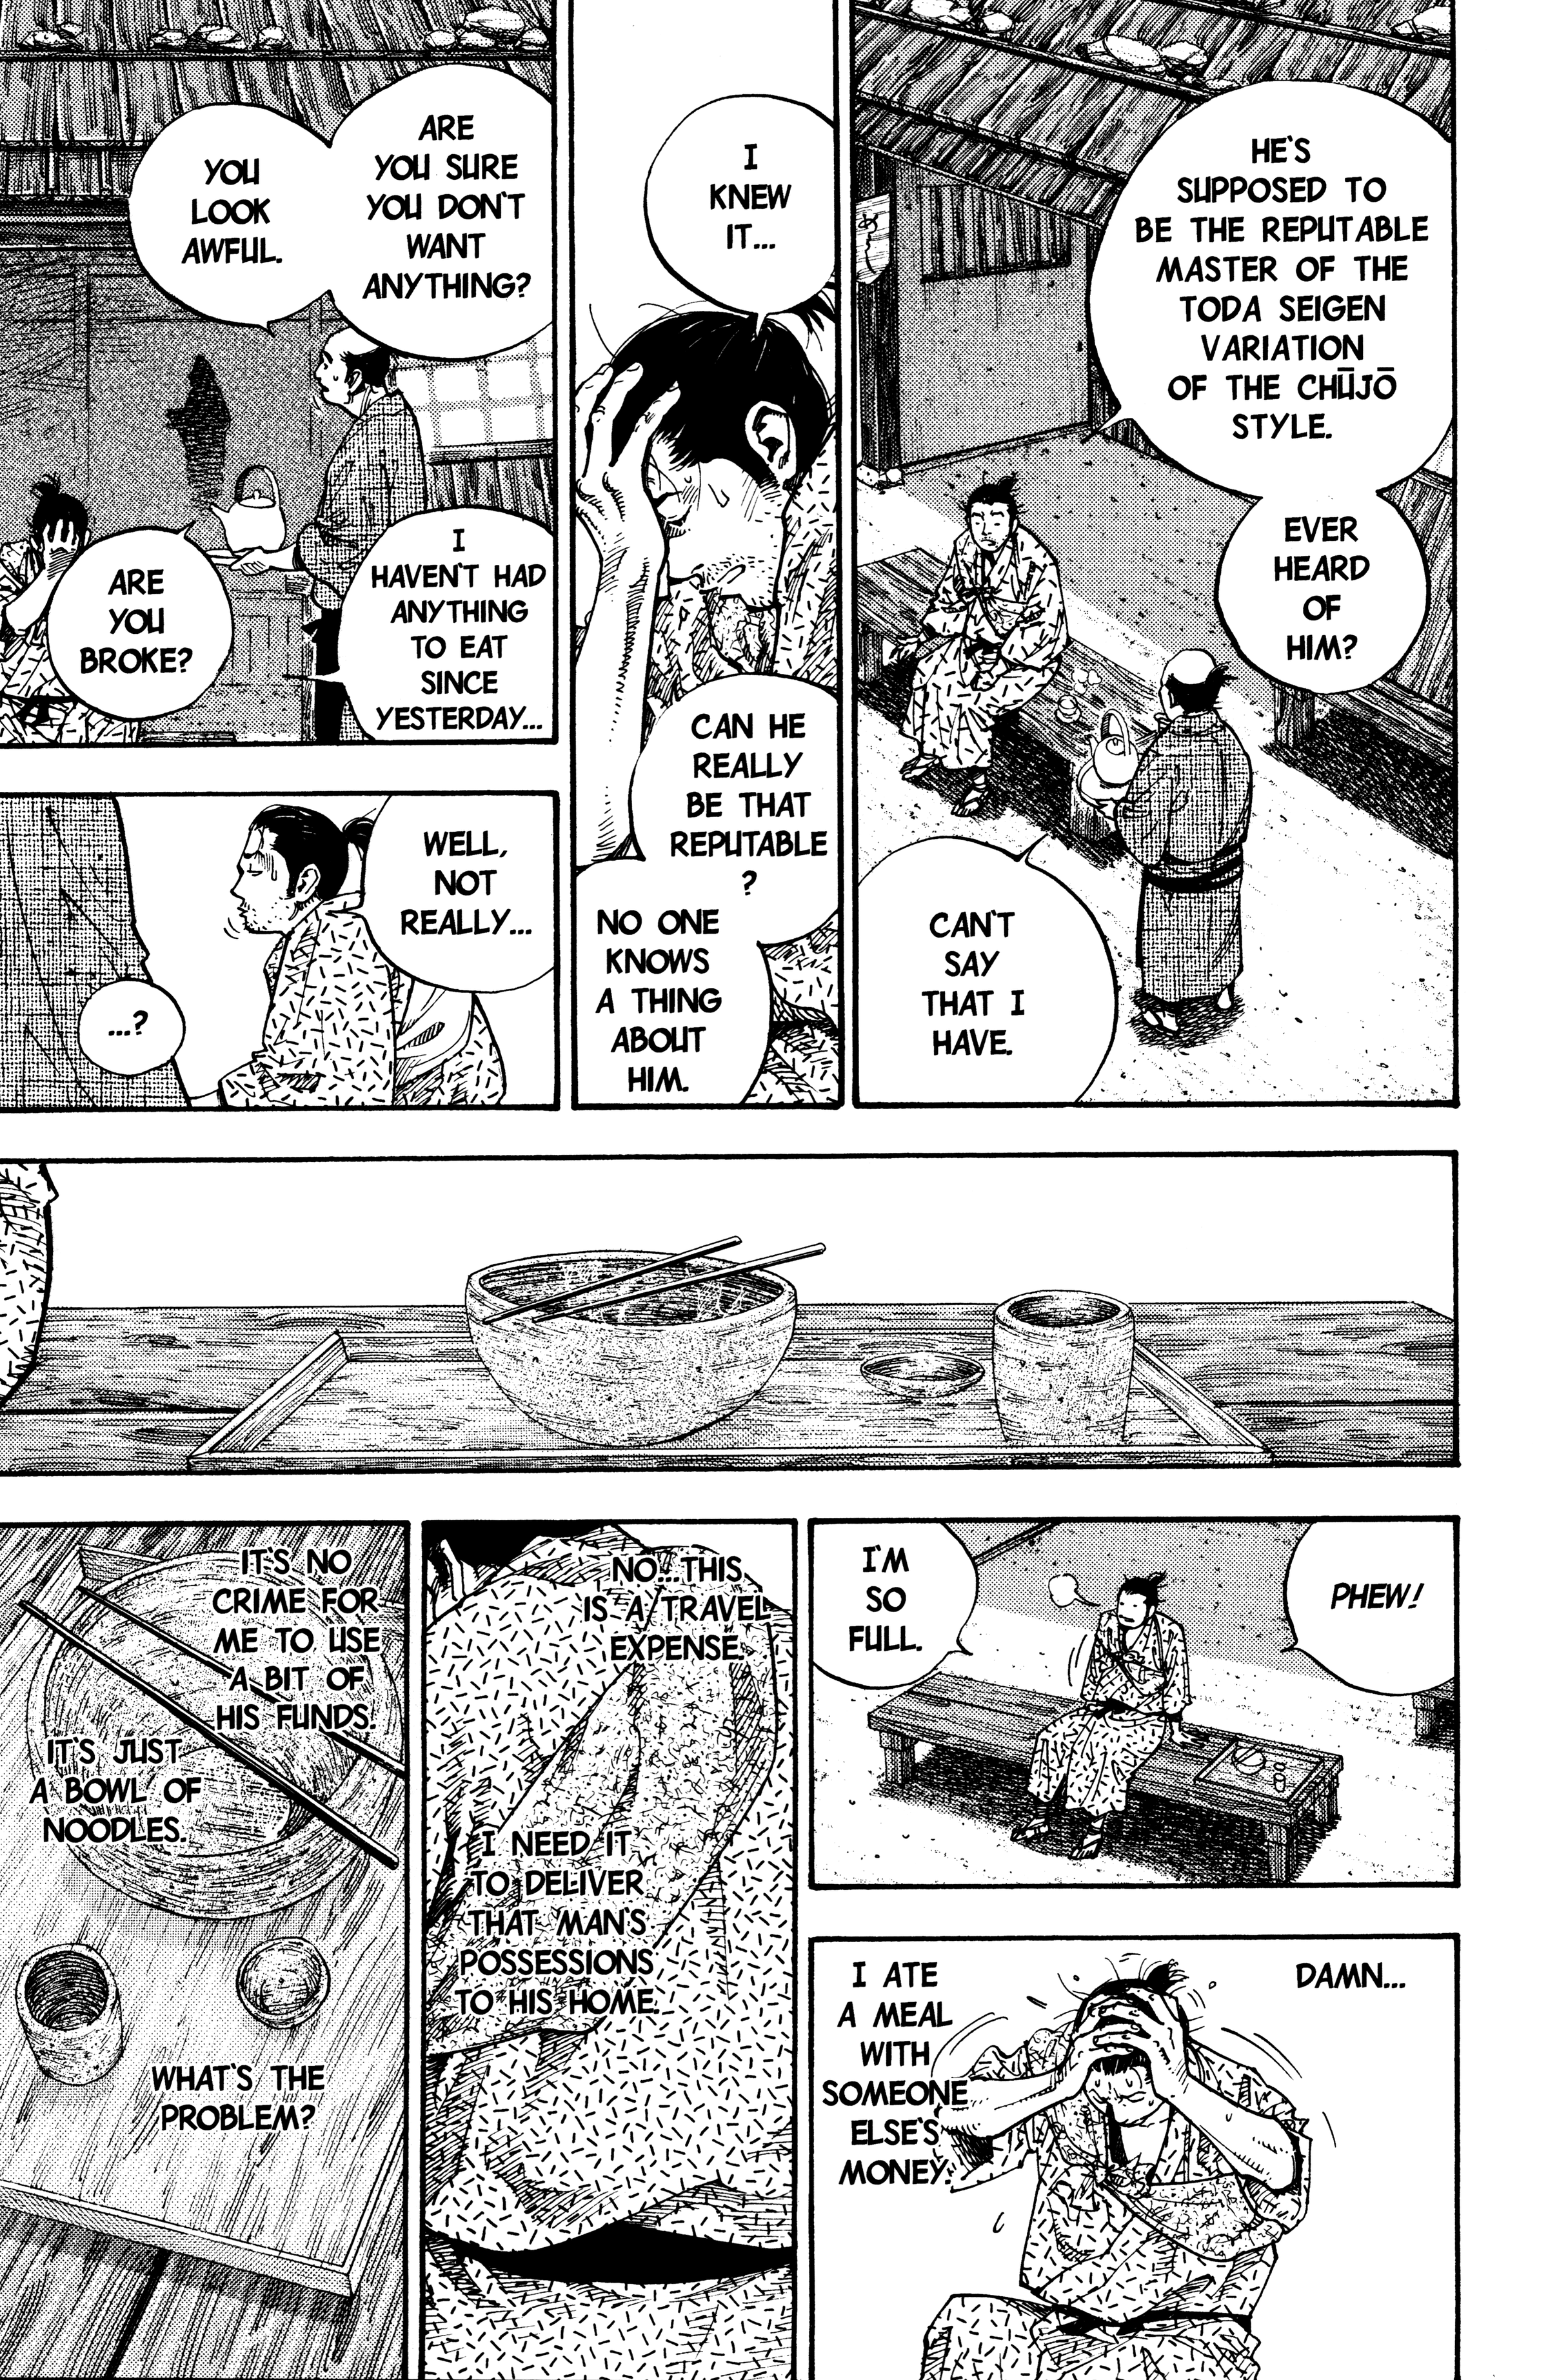 HE'S
SUPPOSED TO
BE THE REPUTABLE
MASTER OF THE
TODA SEIGEN
VARIATION
OF THE CHŪJŌ
STYLE.
EVER
HEARD
OF
HIM?
CAN'T
SAY
THAT I
HAVE.
I
KNEW
IT...
CAN HE
REALLY
BE THAT
REPUTABLE
?
NO ONE
KNOWS
A THING
ABOUT
HIM.
ARE
YOU SURE
YOU DON'T
WANT
ANYTHING?
YOU
LOOK
AWFUL.
I
HAVEN'T HAD
ANYTHING
TO EAT
SINCE
YESTERDAY...
ARE
YOU
BROKE?
WELL,
NOT
REALLY...
...?
PHEW!
I'M
SO
FULL.
DAMN...
I ATE
A MEAL
WITH
SOMEONE
ELSE'S
MONEY.
NO...THIS
IS A TRAVEL
EXPENSE.
I NEED IT
TO DELIVER
THAT MAN'S
POSSESSIONS
TO HIS HOME.
IT'S NO
CRIME FOR
ME TO USE
A BIT OF
HIS FUNDS.
IT'S JUST
A BOWL OF
NOODLES.
WHAT'S THE
PROBLEM?